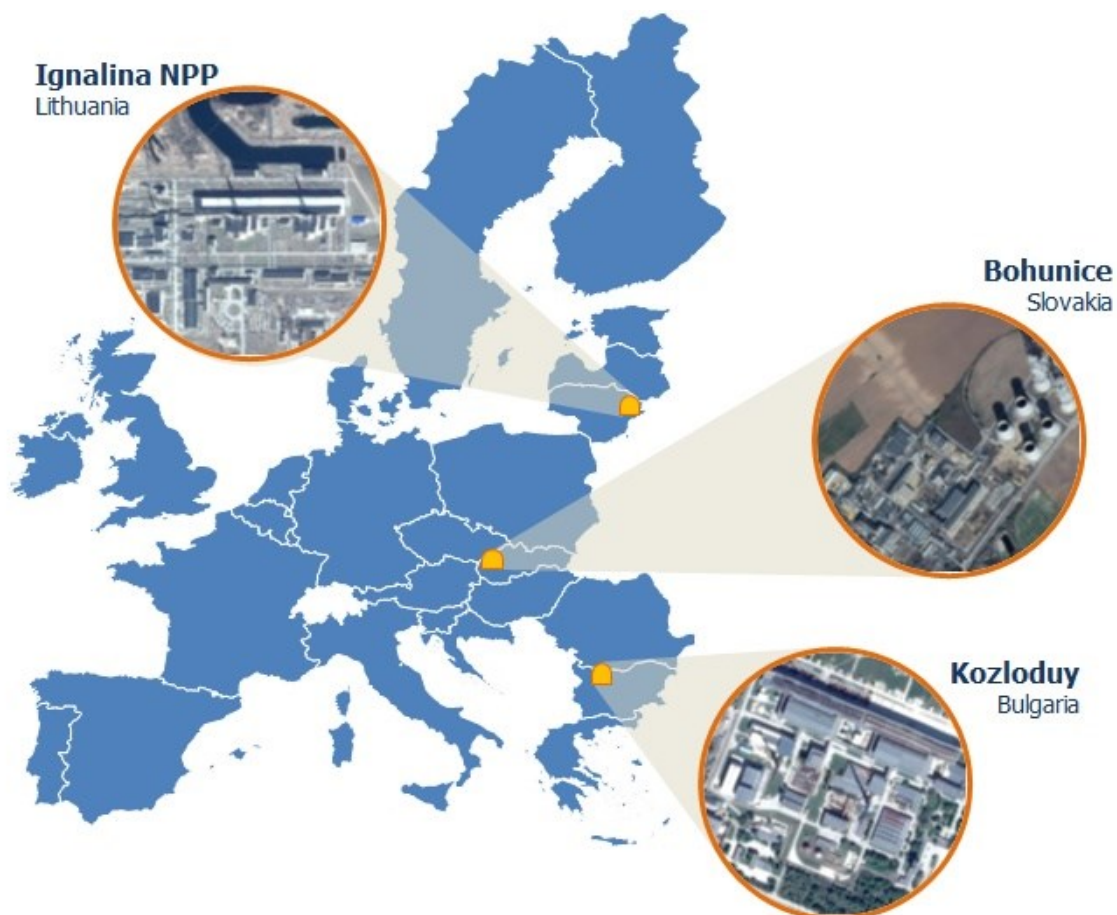 Ignalina NPP
Lithuania
Bohunice
Slovakia
Kozloduy
Bulgaria